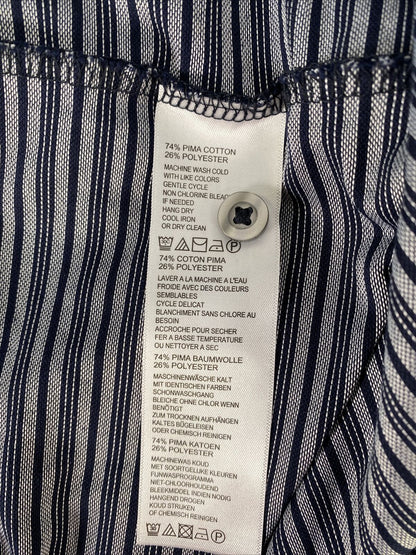 74% PIMA COTTON
26% POLYESTER
MACHINE WASH COLD
WITH LIKE COLORS
GENTLE CYCLE
NON CHLORINE BLEAC
IF NEEDED
HANG DRY
COOL IRON
OR DRY CLEAN
74% COTON PIMA
26% POLYESTER
LAVER A LA MACHINE A L'EAU
FROIDE AVEC DES COULEURS
SEMBLABLES
CYCLE DELICAT
BLANCHIMENT SANS CHLORE AU
BESOIN
ACCROCHE POUR SECHER
FER A BASSE TEMPERATURE
OU NETTOYER A SEC
74% PIMA BAUMWOLLE
26% POLYESTER
MASCHINENWÄSCHE KALT
MIT IDENTISCHEN FARBEN
SCHONWASCHGANG
BLEICHE OHNE CHLOR WENN
BENÖTIGT
ZUM TROCKNEN AUFHÄNGEN
KALTES BÜGELEISEN
ODER CHEMISCH REINIGEN
74% PIMA KATOEN
26% POLYESTER
MACHINEWAS KOUD
MET SOORTGELIJKE KLEUREN
FIJNWASPROGRAMMA
NIET-CHLOORHOUDEND
BLEEKMIDDEL INDIEN NODIG
HANGEND DROGEN
KOUD STRIJKEN
OF CHEMISCH REINIGEN